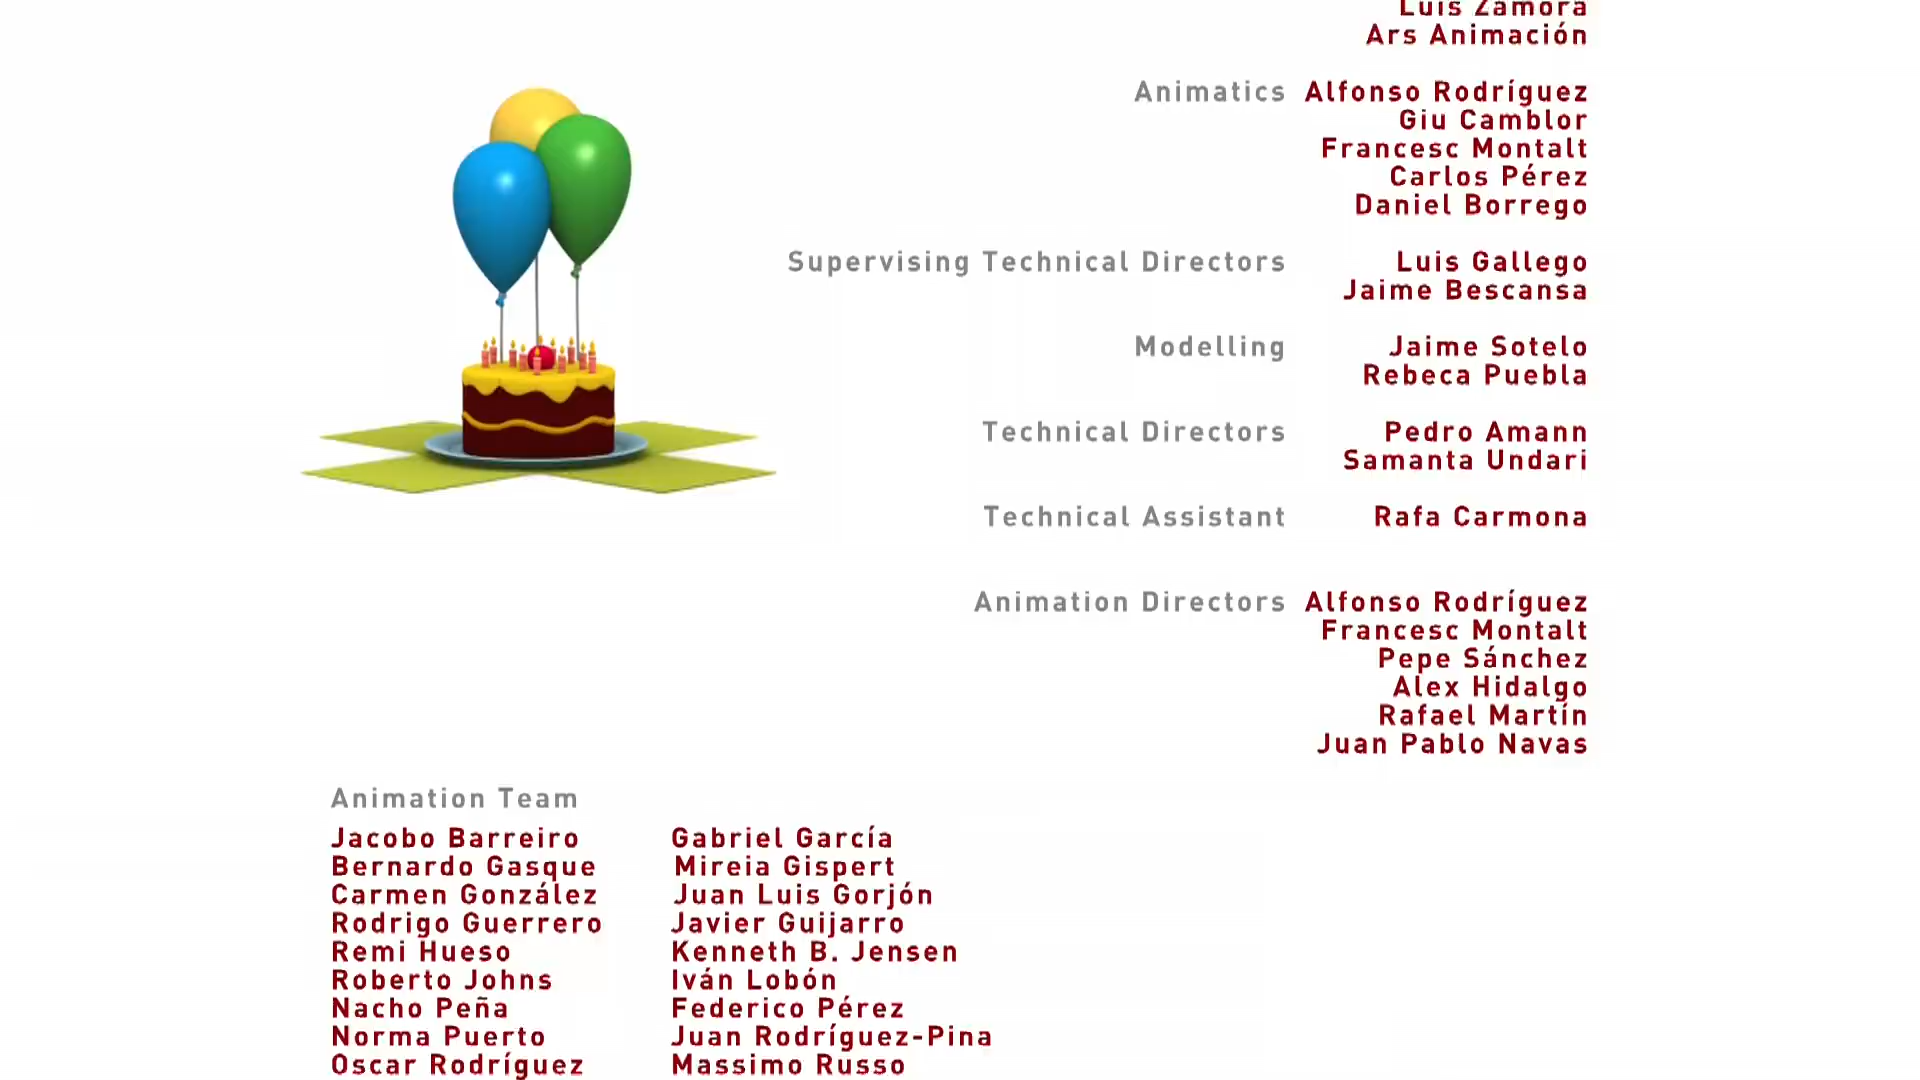 Luis Zamora
Ars Animación
Animatics Alfonso Rodríguez
Giu Camblor
Francesc Montalt
Carlos Pérez
Daniel Borrego
Supervising Technical Directors Luis Gallego
Jaime Bescansa
Modelling Jaime Sotelo
Rebeca Puebla
Technical Directors Pedro Amann
Samanta Undari
Technical Assistant Rafa Carmona
Animation Directors Alfonso Rodríguez
Francesc Montalt
Pepe Sánchez
Alex Hidalgo
Rafael Martín
Juan Pablo Navas
Animation Team
Jacobo Barreiro Gabriel García
Bernardo Gasque Mireia Gispert
Carmen González Juan Luis Gorjón
Rodrigo Guerrero Javier Guijarro
Remi Hueso Kenneth B. Jensen
Roberto Johns Iván Lobón
Nacho Peña Federico Pérez
Norma Puerto Juan Rodríguez-Pina
Oscar Rodríguez Massimo Russo